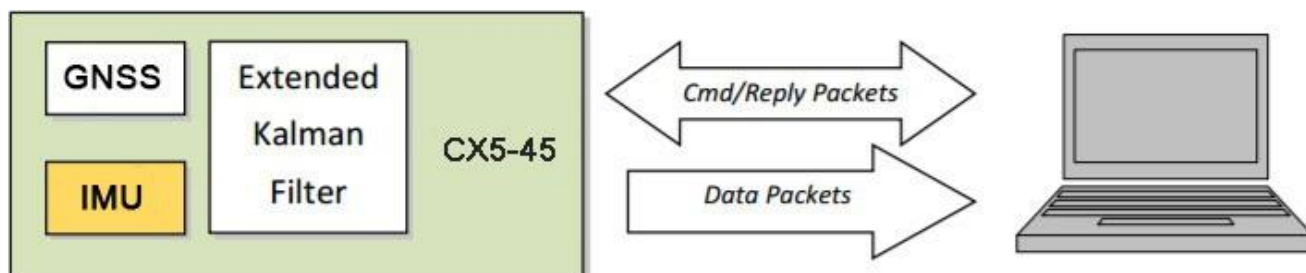 GNSS
IMU
Extended
Kalman
Filter
CX5-45
Cmd/Reply Packets
Data Packets